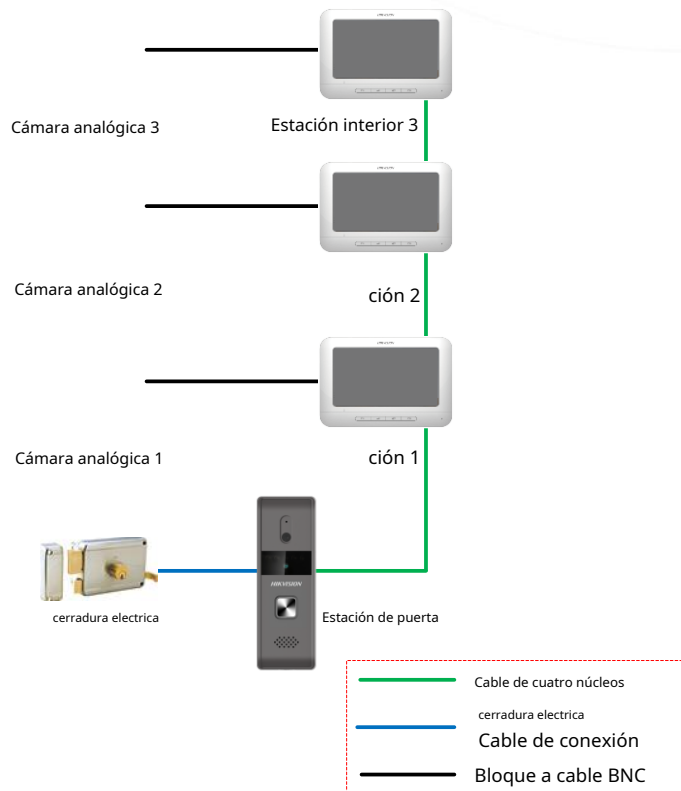 Cámara analógica 3
Estación interior 3
Cámara analógica 2
ción 2
Cámara analógica 1
ción 1
HIKVISION
cerradura electrica
Estación de puerta
Cable de cuatro núcleos
cerradura electrica
Cable de conexión
Bloque a cable BNC